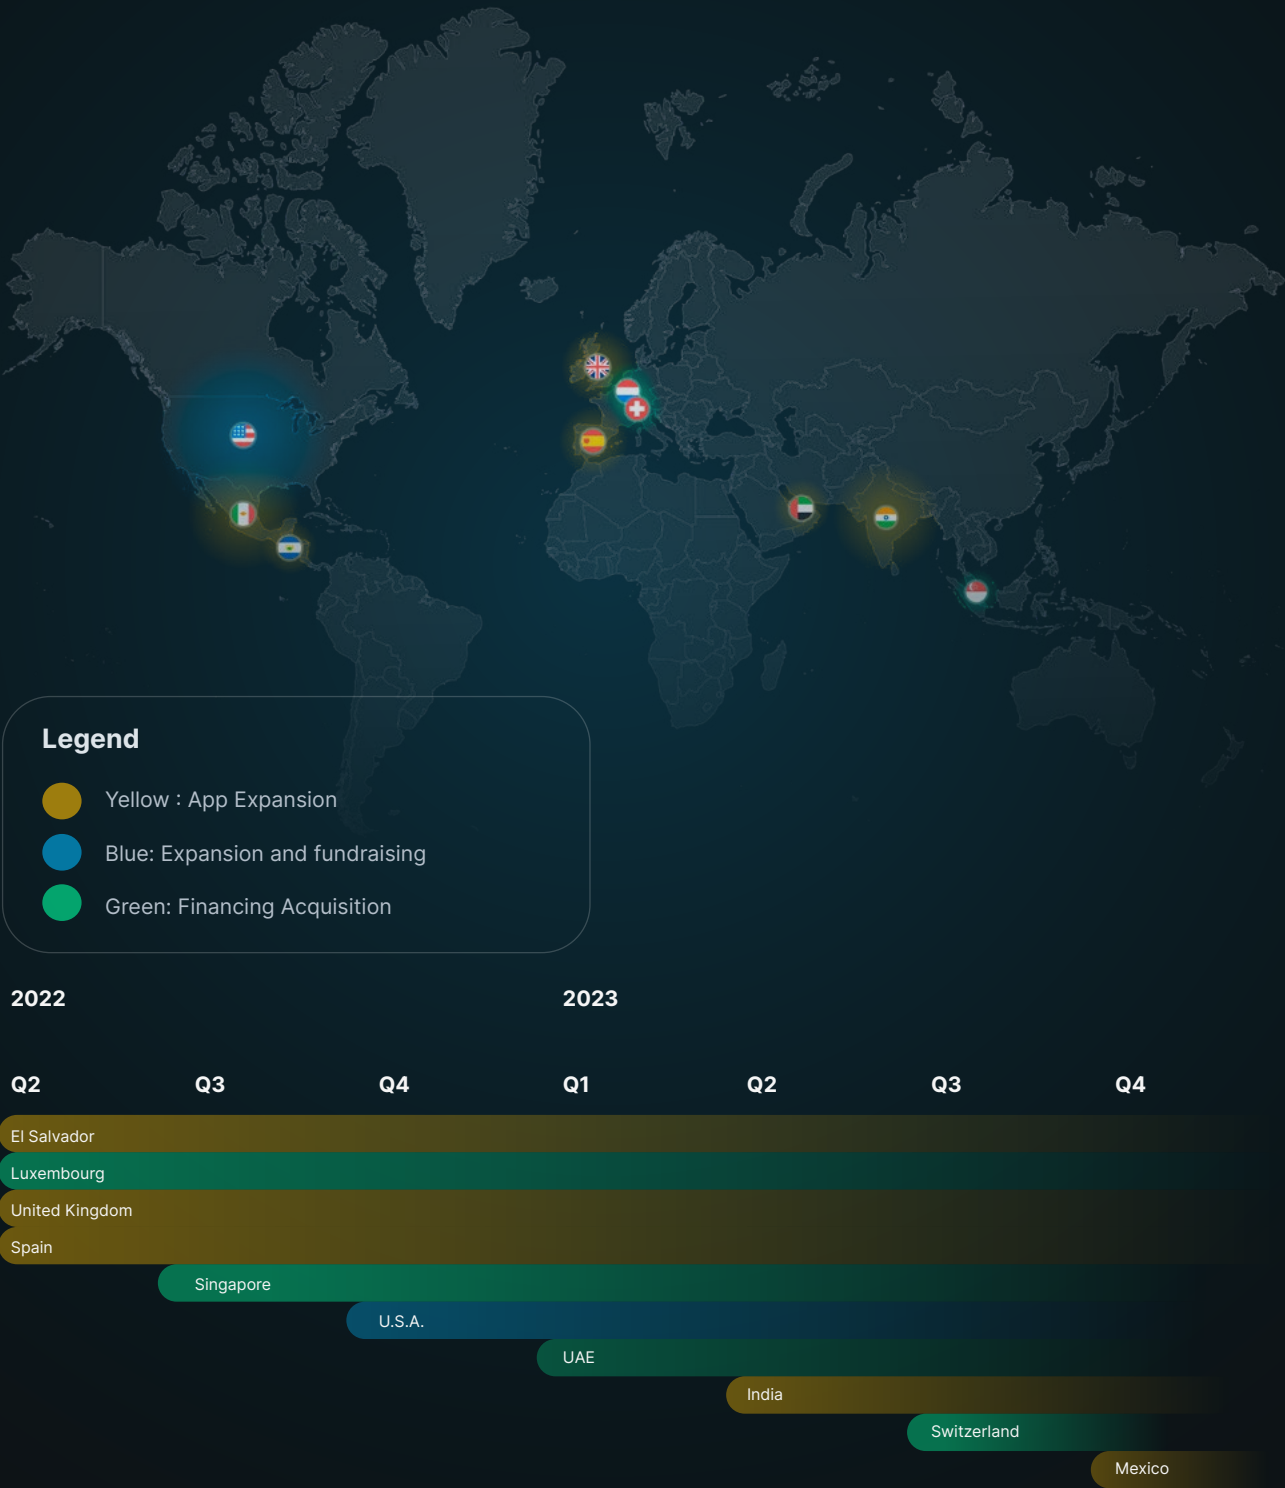 Legend
Yellow : App Expansion
Blue: Expansion and fundraising
Green: Financing Acquisition
2022 2023
Q2 Q3 Q4 Q1 Q2 Q3 Q4
El Salvador
Luxembourg
United Kingdom
Spain
Singapore
U.S.A.
UAE
India
Switzerland
Mexico